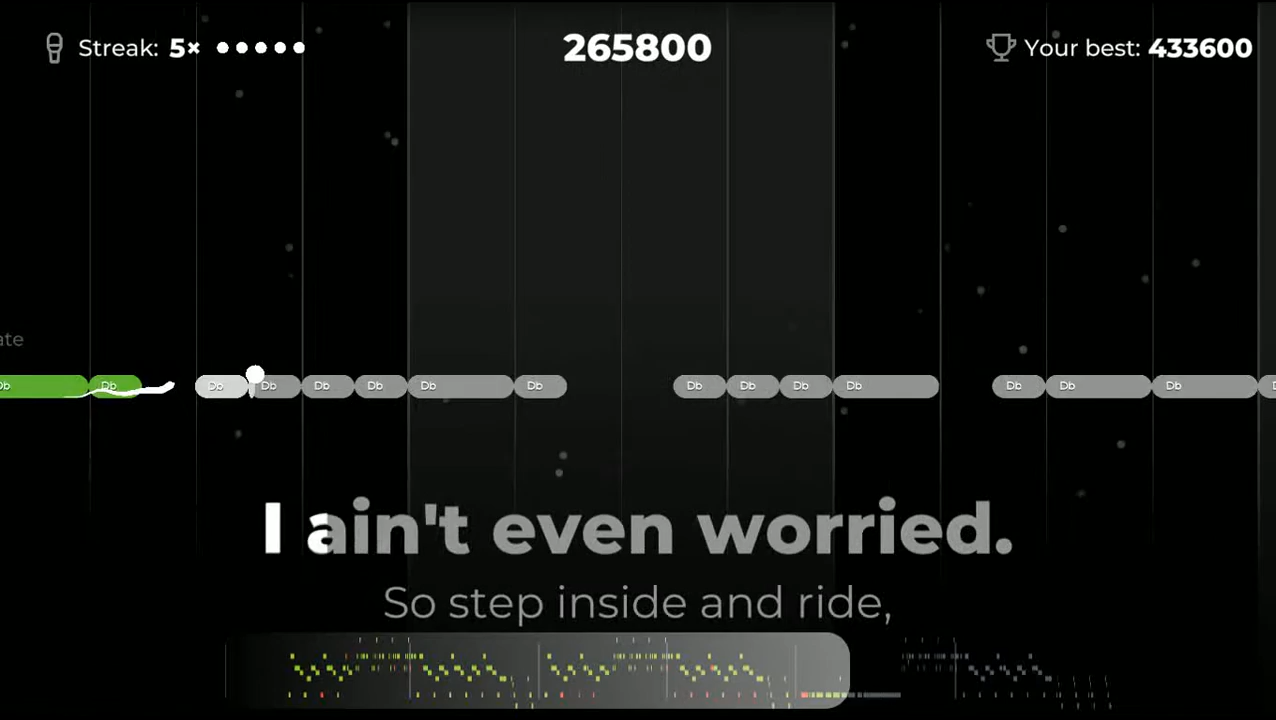 Streak: 5×
265800
Your best: 433600
ate
Db Db Db Db Db Db Db Db Db Db Db Db Db Db Db
I ain't even worried.
So step inside and ride,